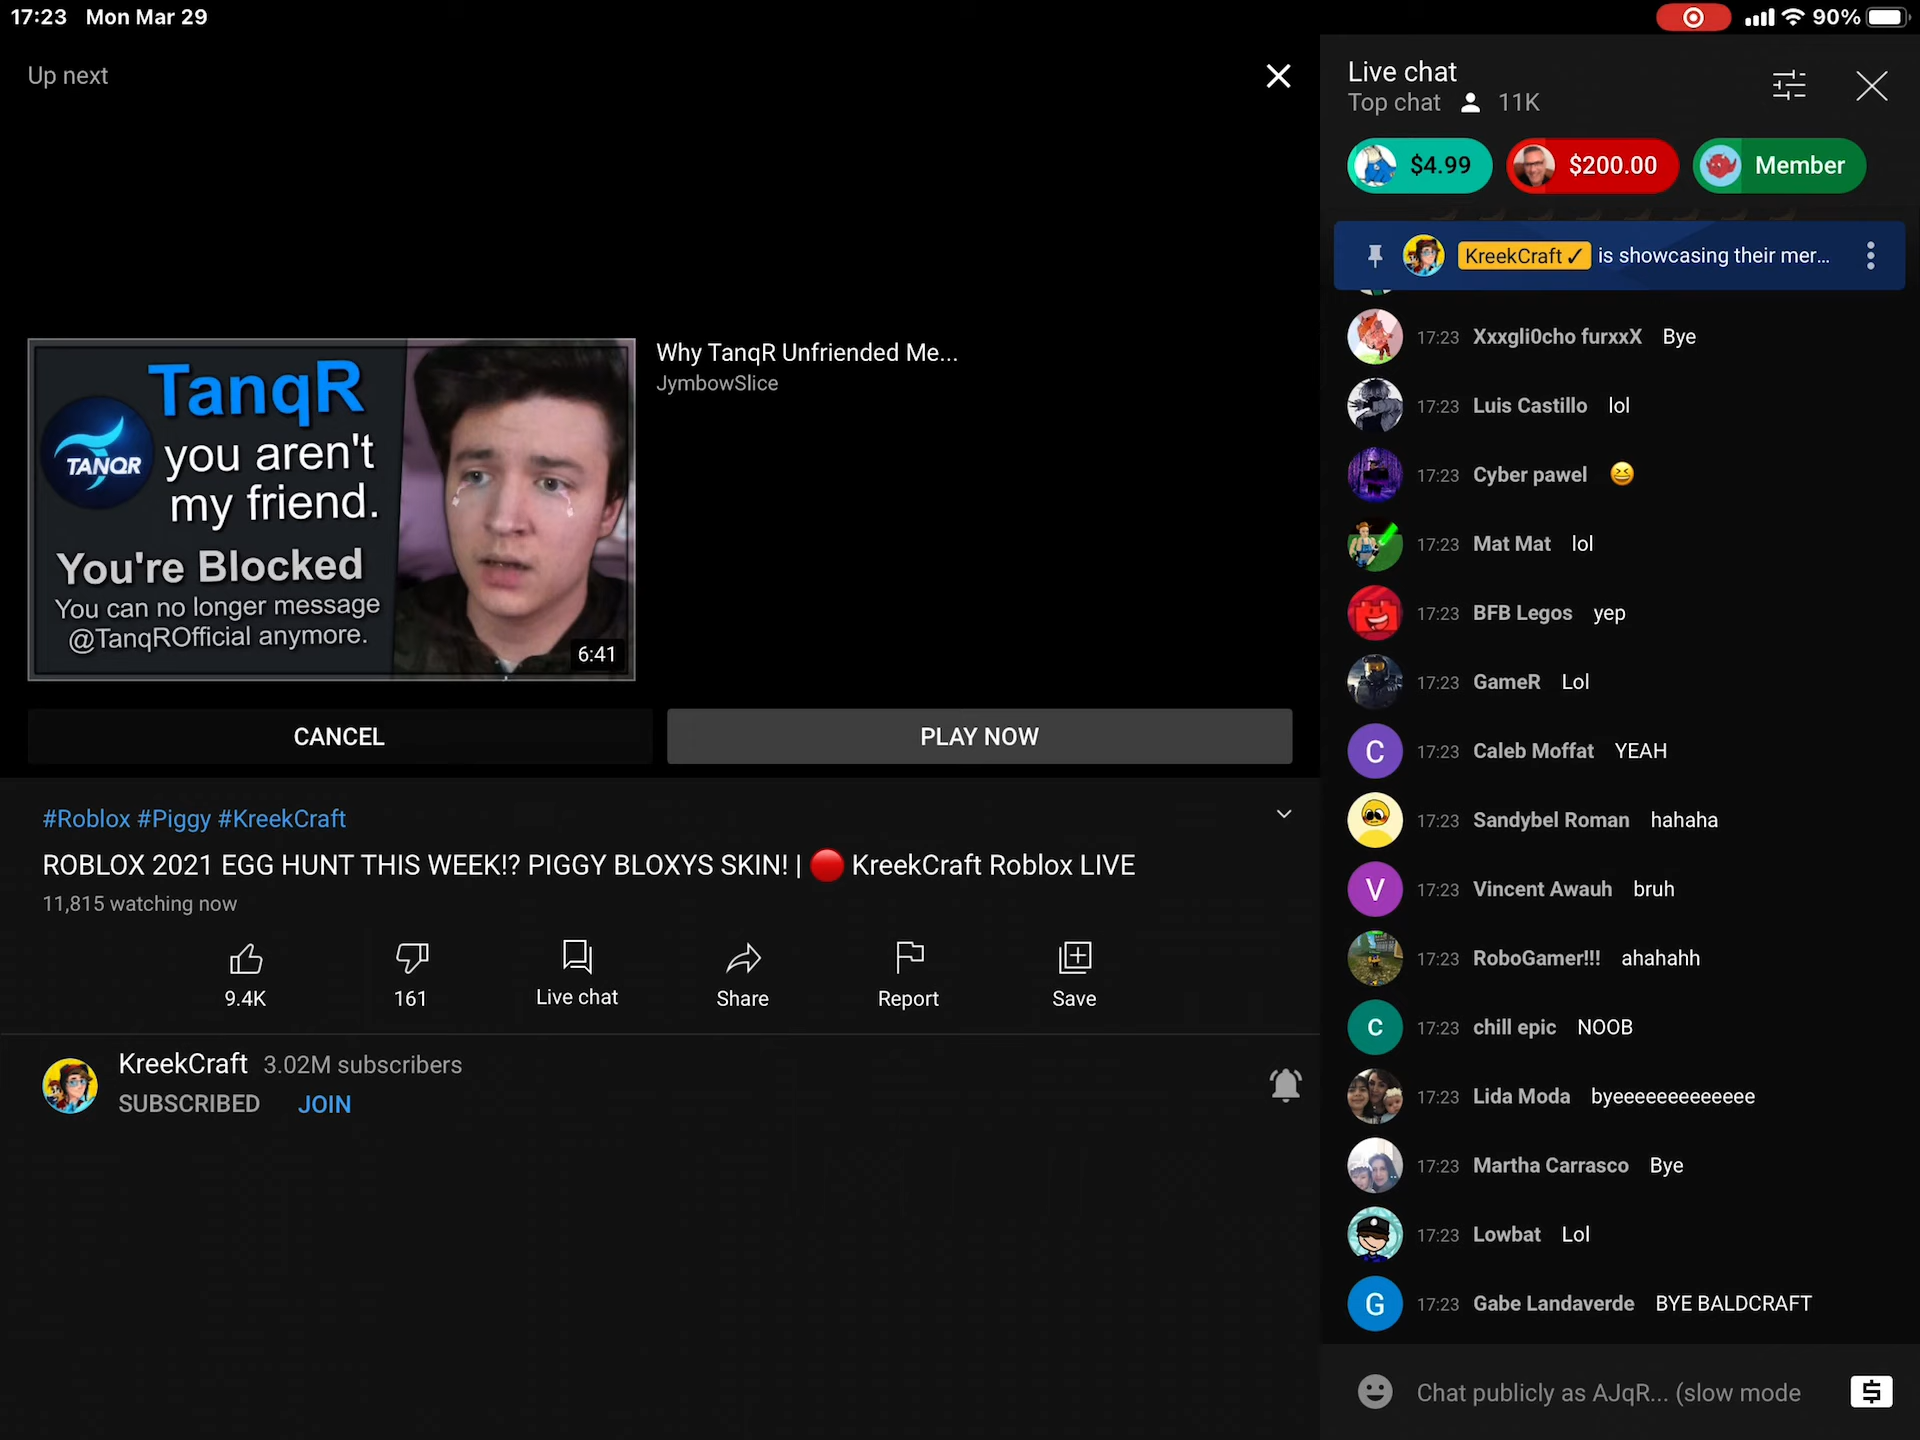 17:23 Mon Mar 29
90%
Up next
TanqR
TANQR
you aren't
my friend.
You're Blocked
You can no longer message
@TanqROfficial anymore.
6:41
Why TanqR Unfriended Me...
JymbowSlice
CANCEL
PLAY NOW
#Roblox #Piggy #KreekCraft
ROBLOX 2021 EGG HUNT THIS WEEK!? PIGGY BLOXYS SKIN! | 🔴 KreekCraft Roblox LIVE
11,815 watching now
9.4K
161
Live chat
Share
Report
Save
KreekCraft 3.02M subscribers
SUBSCRIBED JOIN
Live chat
Top chat 11K
$4.99
$200.00
Member
KreekCraft ✓ is showcasing their mer...
17:23 Xxxgli0cho furxxX Bye
17:23 Luis Castillo lol
17:23 Cyber pawel 😆
17:23 Mat Mat lol
17:23 BFB Legos yep
17:23 GameR Lol
C 17:23 Caleb Moffat YEAH
17:23 Sandybel Roman hahaha
V 17:23 Vincent Awauh bruh
17:23 RoboGamer!!! ahahahh
C 17:23 chill epic NOOB
17:23 Lida Moda byeeeeeeeeeeeee
17:23 Martha Carrasco Bye
17:23 Lowbat Lol
G 17:23 Gabe Landaverde BYE BALDCRAFT
Chat publicly as AJqR... (slow mode